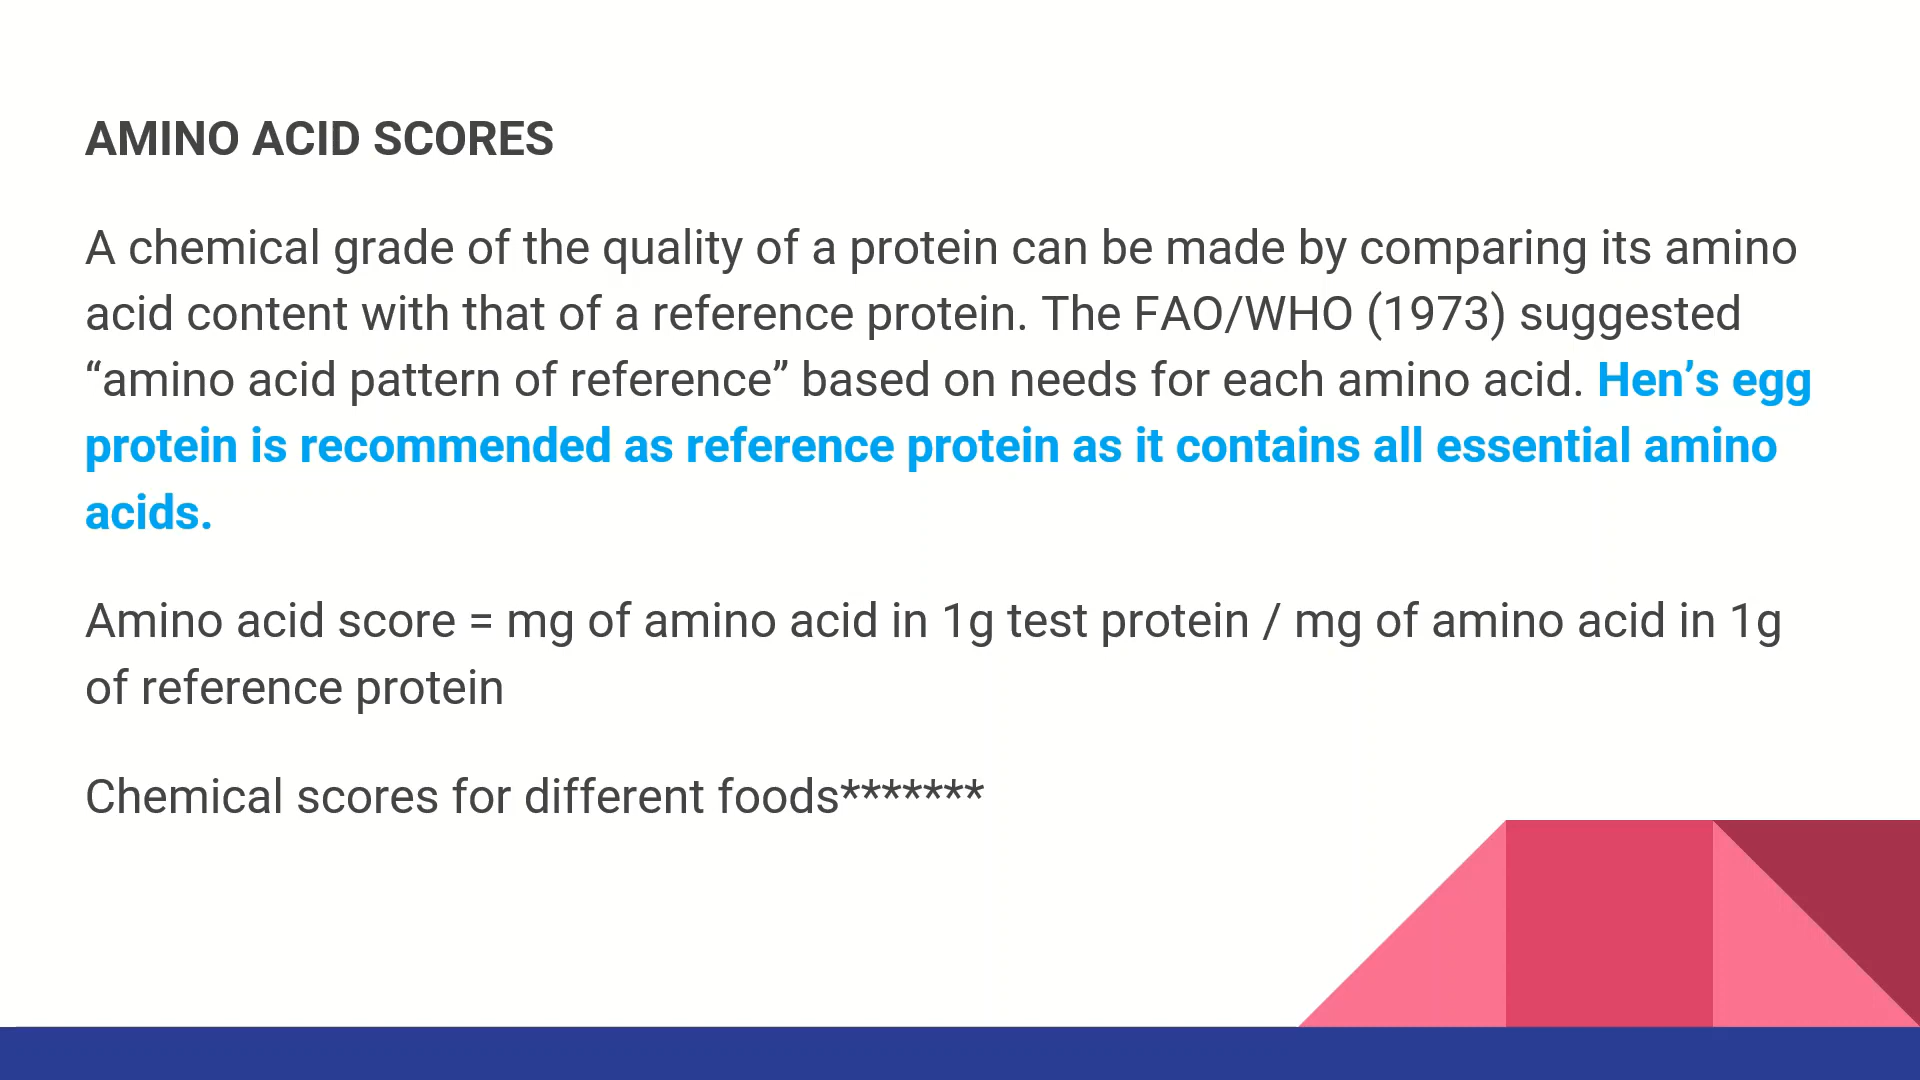 AMINO ACID SCORES
A chemical grade of the quality of a protein can be made by comparing its amino
acid content with that of a reference protein. The FAO/WHO (1973) suggested
“amino acid pattern of reference” based on needs for each amino acid. Hen’s egg
protein is recommended as reference protein as it contains all essential amino
acids.
Amino acid score = mg of amino acid in 1g test protein / mg of amino acid in 1g
of reference protein
Chemical scores for different foods*******